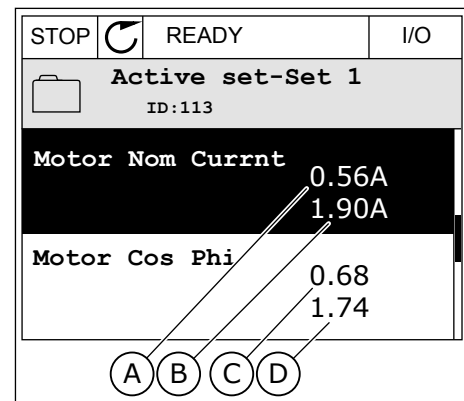 STOP READY I/O
Active set-Set 1
ID:113
Motor Nom Currnt
0.56A
1.90A
Motor Cos Phi
0.68
1.74
A B C D